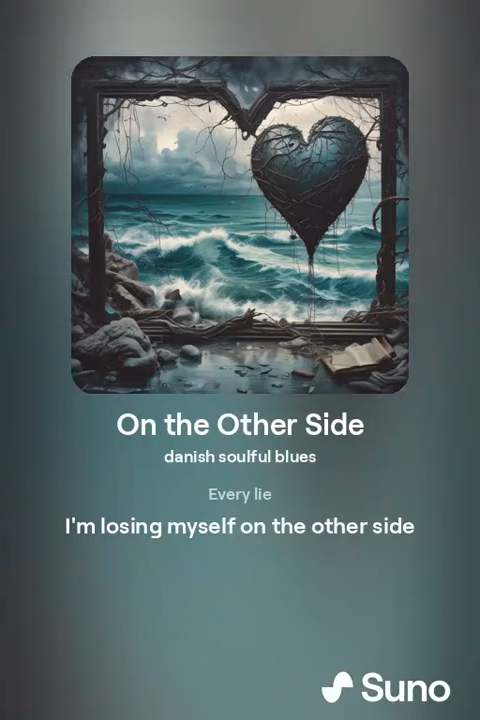 On the Other Side
danish soulful blues
Every lie
I'm losing myself on the other side
Suno